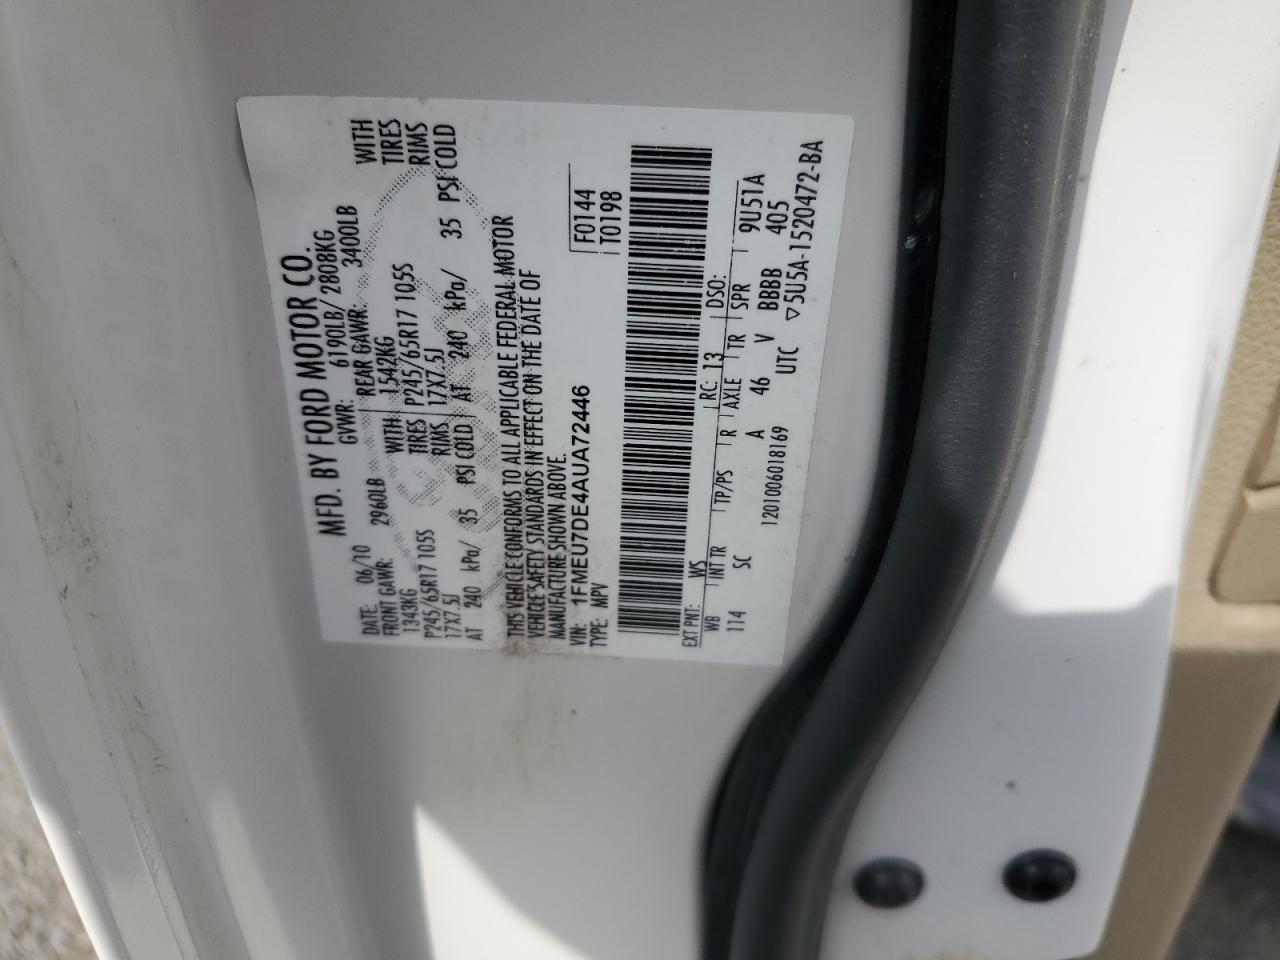 MFD. BY FORD MOTOR CO.
DATE: 06/10 GVWR: 6190LB/ 2808KG
FRONT GAWR: 2960LB REAR GAWR: 3400LB
1343KG WITH 1542KG WITH
P245/65R17 105S TIRES P245/65R17 105S TIRES
17X7.5J RIMS 17X7.5J RIMS
AT 240 kPa/ 35 PSI COLD AT 240 kPa/ 35 PSI COLD
THIS VEHICLE CONFORMS TO ALL APPLICABLE FEDERAL MOTOR
VEHICLE SAFETY STANDARDS IN EFFECT ON THE DATE OF
MANUFACTURE SHOWN ABOVE.
VIN: 1FMEU7DE4AUA72446 F0144
TYPE: MPV T0198
EXT PNT: WS RC: 13 DSO:
WB INT TR TP/PS R AXLE TR SPR 9U51A
114 SC A 46 V BBBB 405
1201006018169 UTC ▽5U5A-1520472-BA